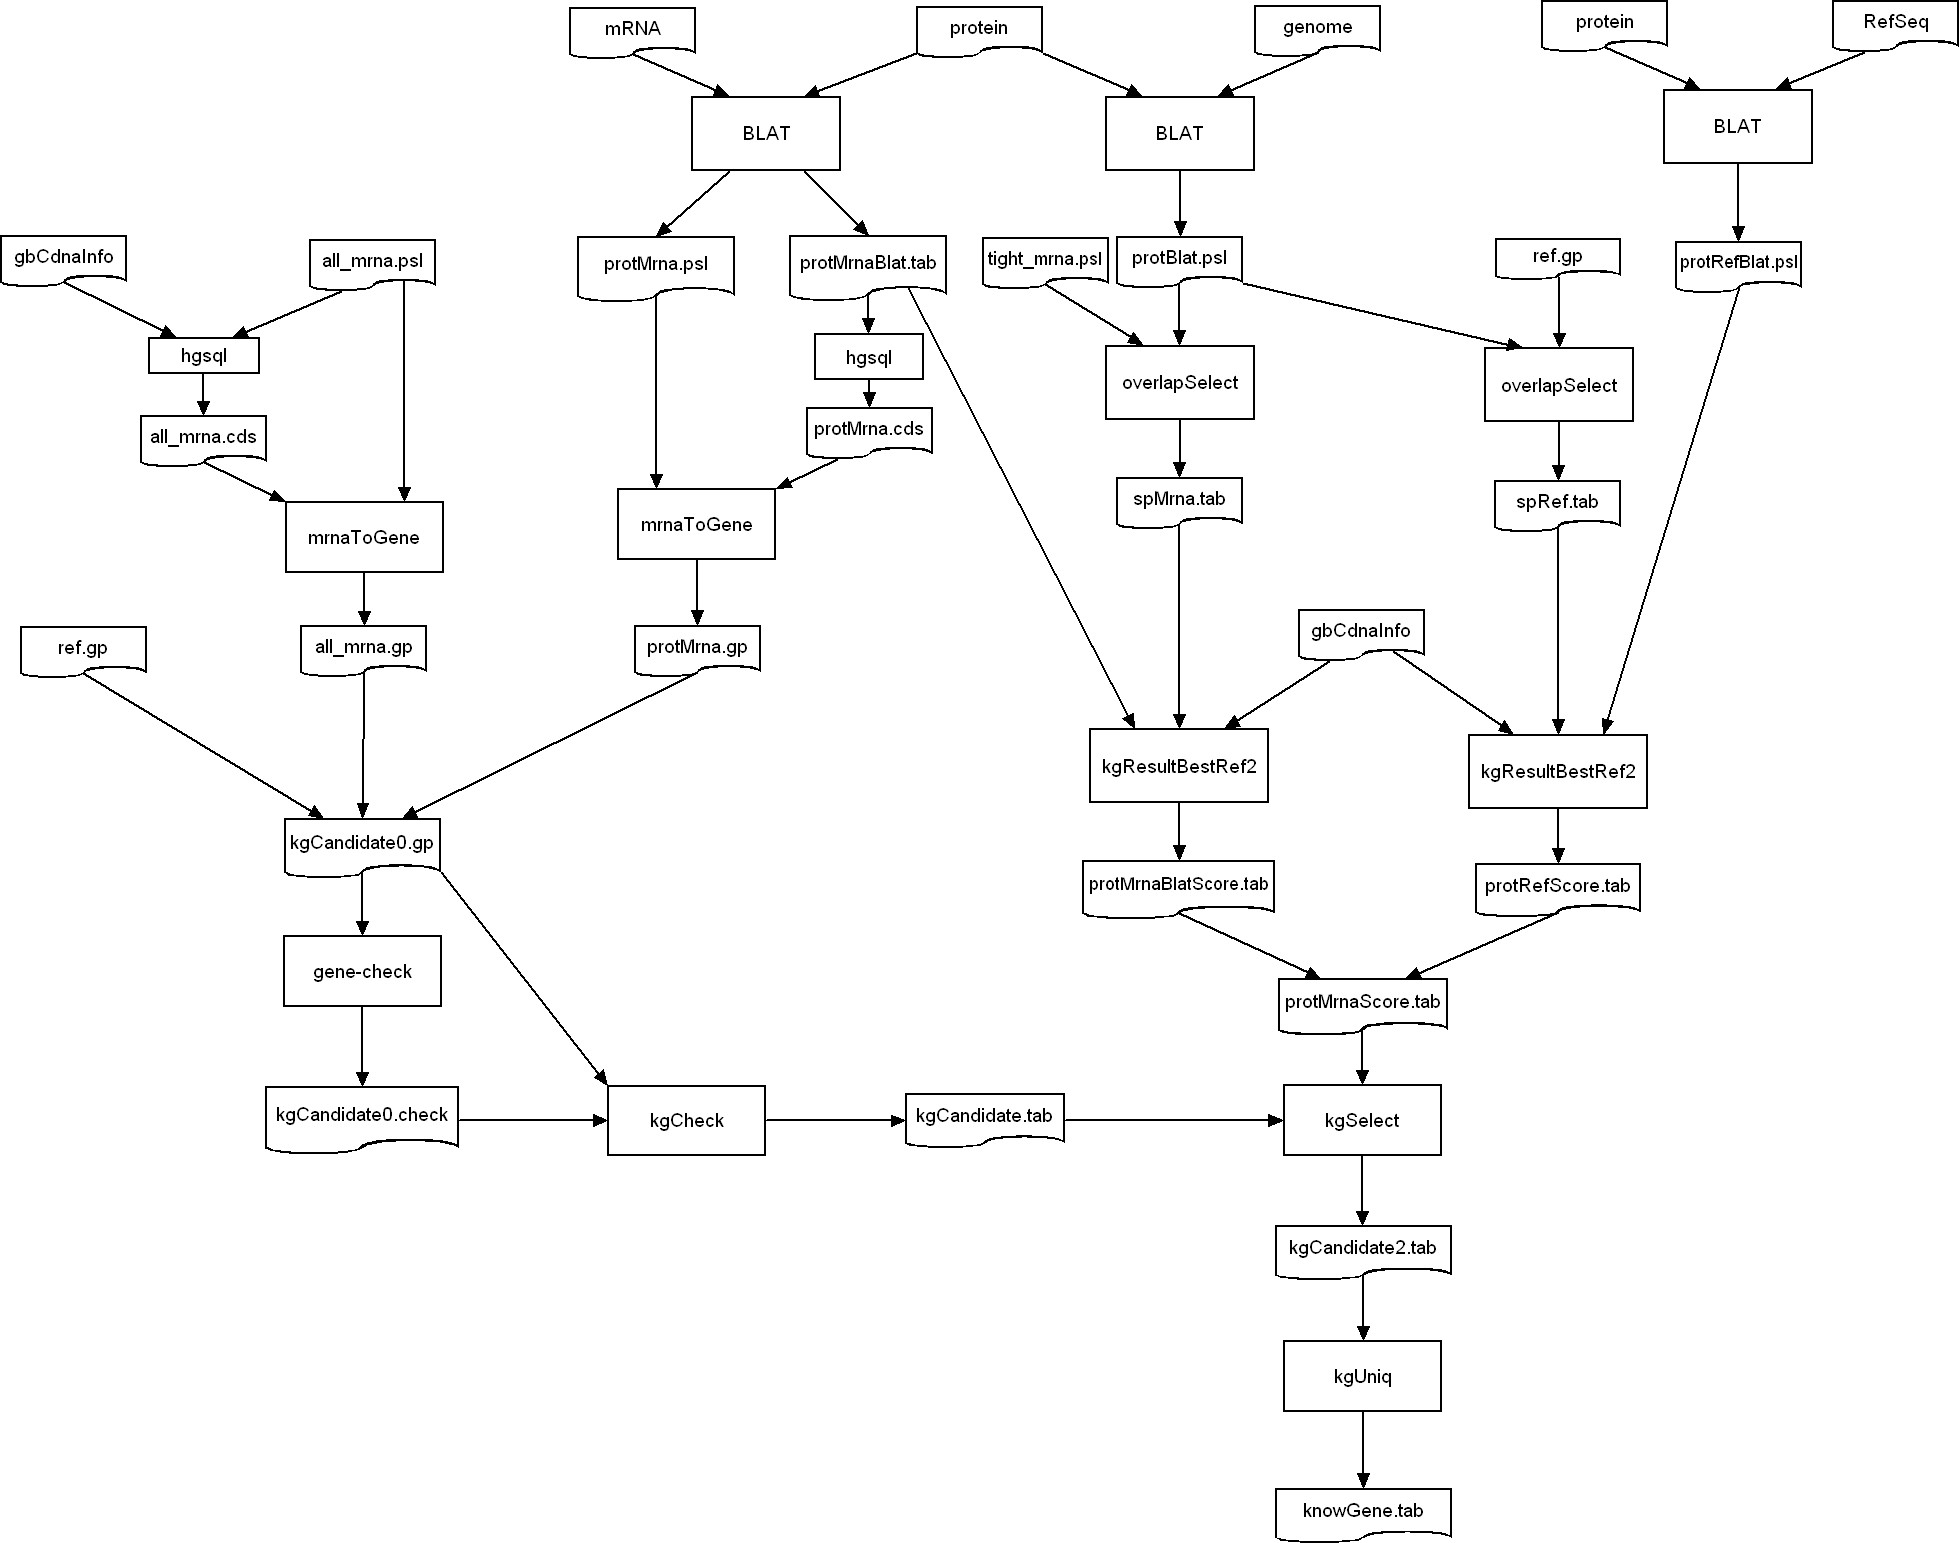 mRNA
protein
genome
protein
RefSeq
BLAT
BLAT
BLAT
gbCdnaInfo
all_mrna.psl
protMrna.psl
protMrnaBlat.tab
tight_mrna.psl
protBlat.psl
ref.gp
protRefBlat.psl
hgsql
hgsql
overlapSelect
overlapSelect
all_mrna.cds
protMrna.cds
spMrna.tab
spRef.tab
mrnaToGene
mrnaToGene
ref.gp
all_mrna.gp
protMrna.gp
gbCdnaInfo
kgResultBestRef2
kgResultBestRef2
kgCandidate0.gp
protMrnaBlatScore.tab
protRefScore.tab
gene-check
protMrnaScore.tab
kgCandidate0.check
kgCheck
kgCandidate.tab
kgSelect
kgCandidate2.tab
kgUniq
knowGene.tab